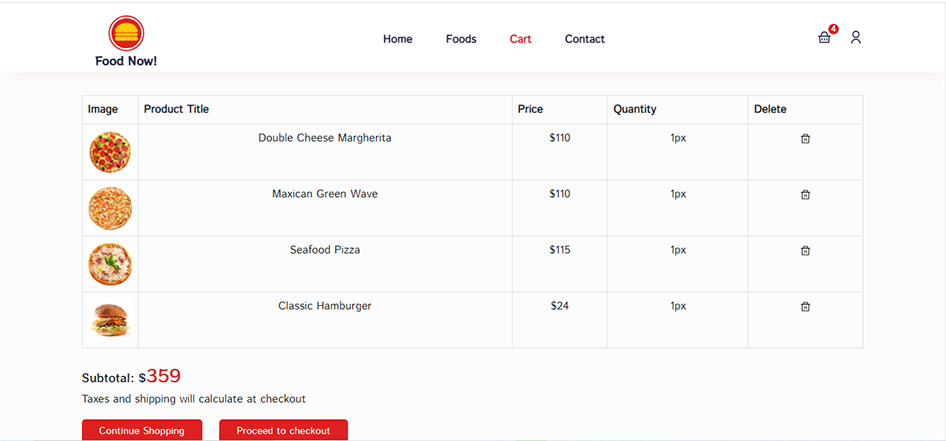 Home Foods Cart Contact 4
Food Now!
Image Product Title Price Quantity Delete
Double Cheese Margherita $110 1px
Maxican Green Wave $110 1px
Seafood Pizza $115 1px
Classic Hamburger $24 1px
Subtotal: $359
Taxes and shipping will calculate at checkout
Continue Shopping Proceed to checkout